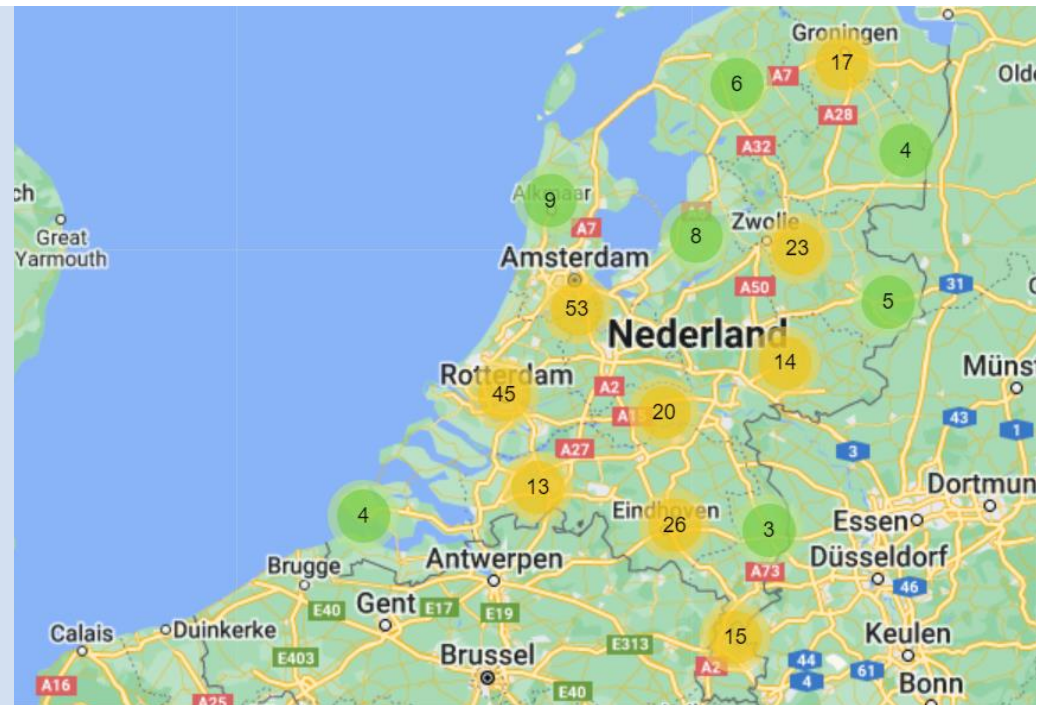 Groningen
17
6
A7
Olde
A28
A32
4
ch
Alkmaar
9
Great
Yarmouth
A7
8
Zwolle
23
Amsterdam
A50
31
5
53
Nederland
14
Rotterdam
45
A2
Münst
20
43
1
A27
3
13
Dortmun
4
Eindhoven
26
3
Essen
Brugge
Antwerpen
A73
Düsseldorf
46
E40
Gent
E17
E19
Calais
Duinkerke
15
Keulen
E313
E403
Brussel
A2
44
4
61
A16
E40
Bonn
A25